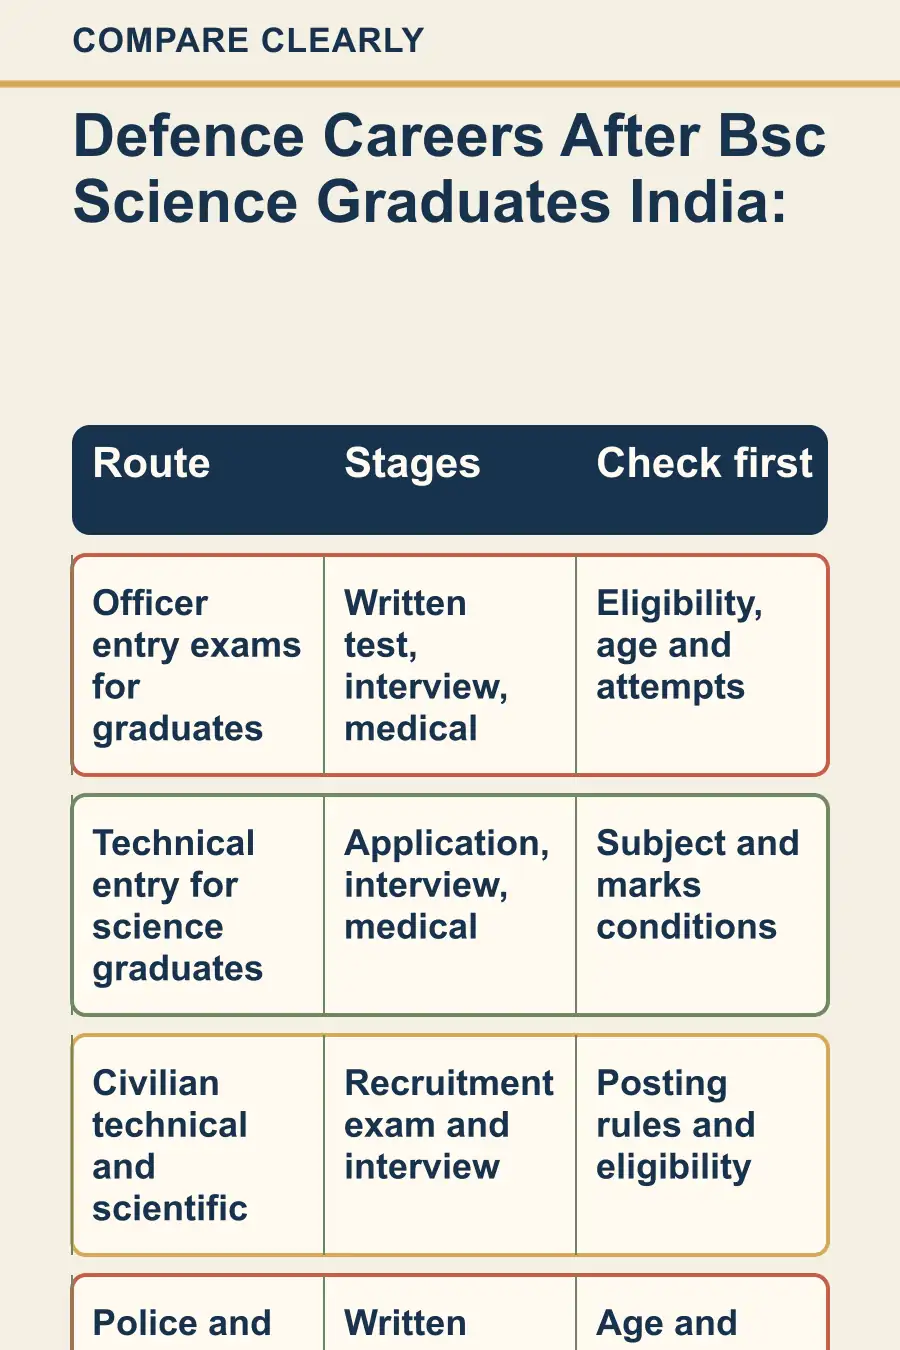 COMPARE CLEARLY
Defence Careers After Bsc
Science Graduates India:
Route
Stages
Check first
Officer
entry exams
for
graduates
Written
test,
interview,
medical
Eligibility,
age and
attempts
Technical
entry for
science
graduates
Application,
interview,
medical
Subject and
marks
conditions
Civilian
technical
and
scientific
Recruitment
exam and
interview
Posting
rules and
eligibility
Police and
Written
Age and